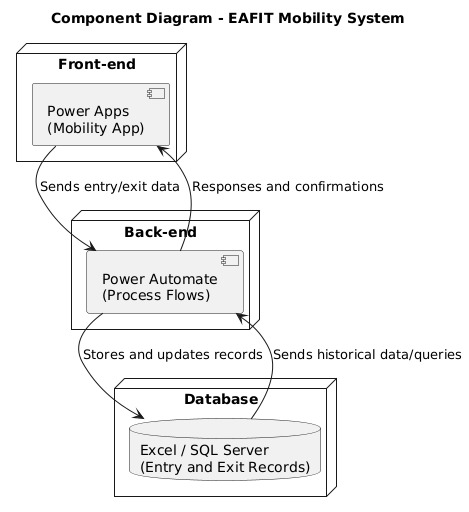 Component Diagram - EAFIT Mobility System
Front-end
Power Apps
(Mobility App)
Sends entry/exit data
Responses and confirmations
Back-end
Power Automate
(Process Flows)
Stores and updates records
Sends historical data/queries
Database
Excel / SQL Server
(Entry and Exit Records)